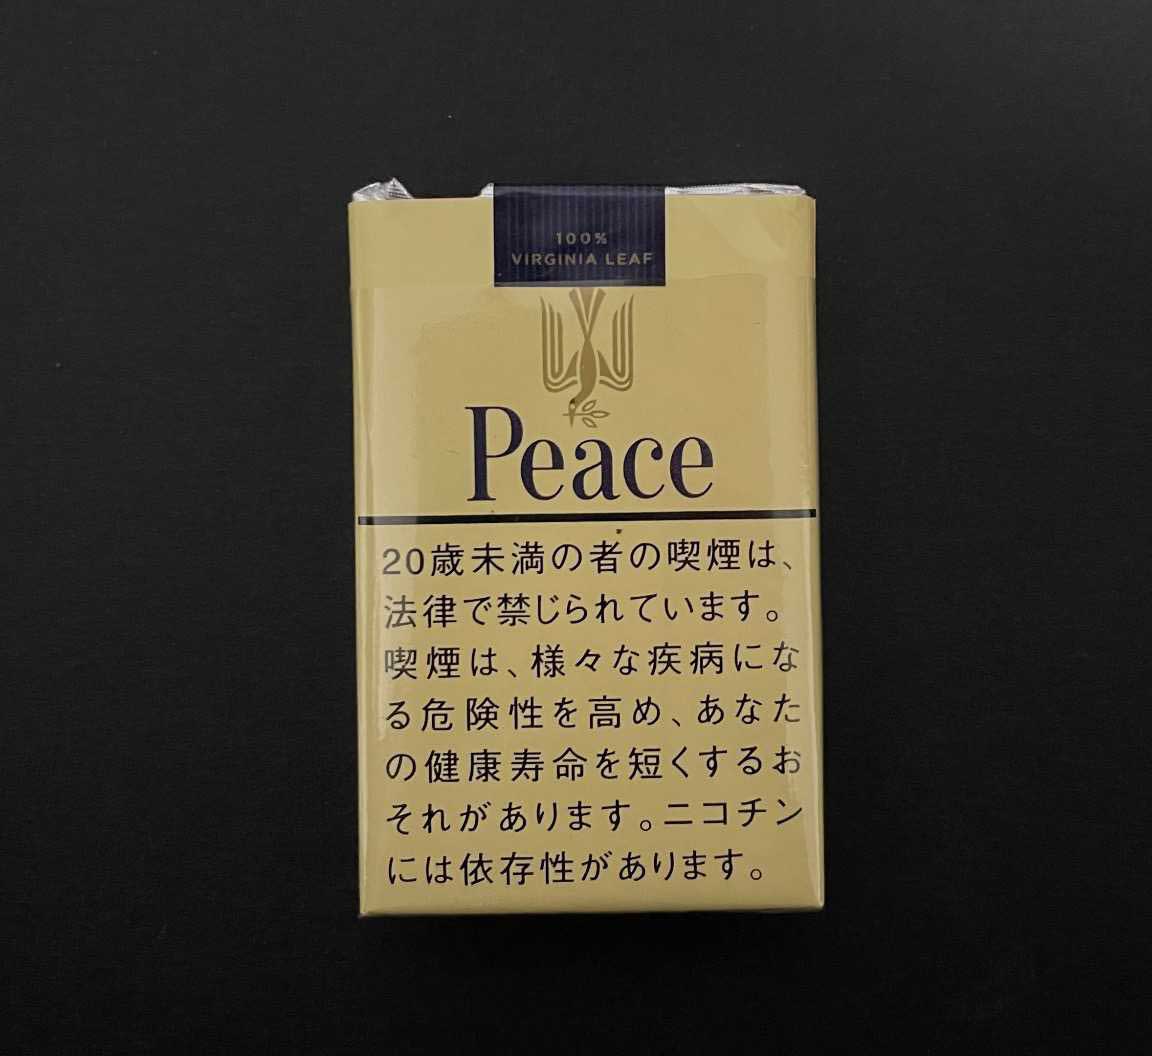 100%
VIRGINIA LEAF
Peace
20歳未満の者の喫煙は、
法律で禁じられています。
喫煙は、様々な疾病にな
る危険性を高め、あなた
の健康寿命を短くするお
それがあります。ニコチン
には依存性があります。